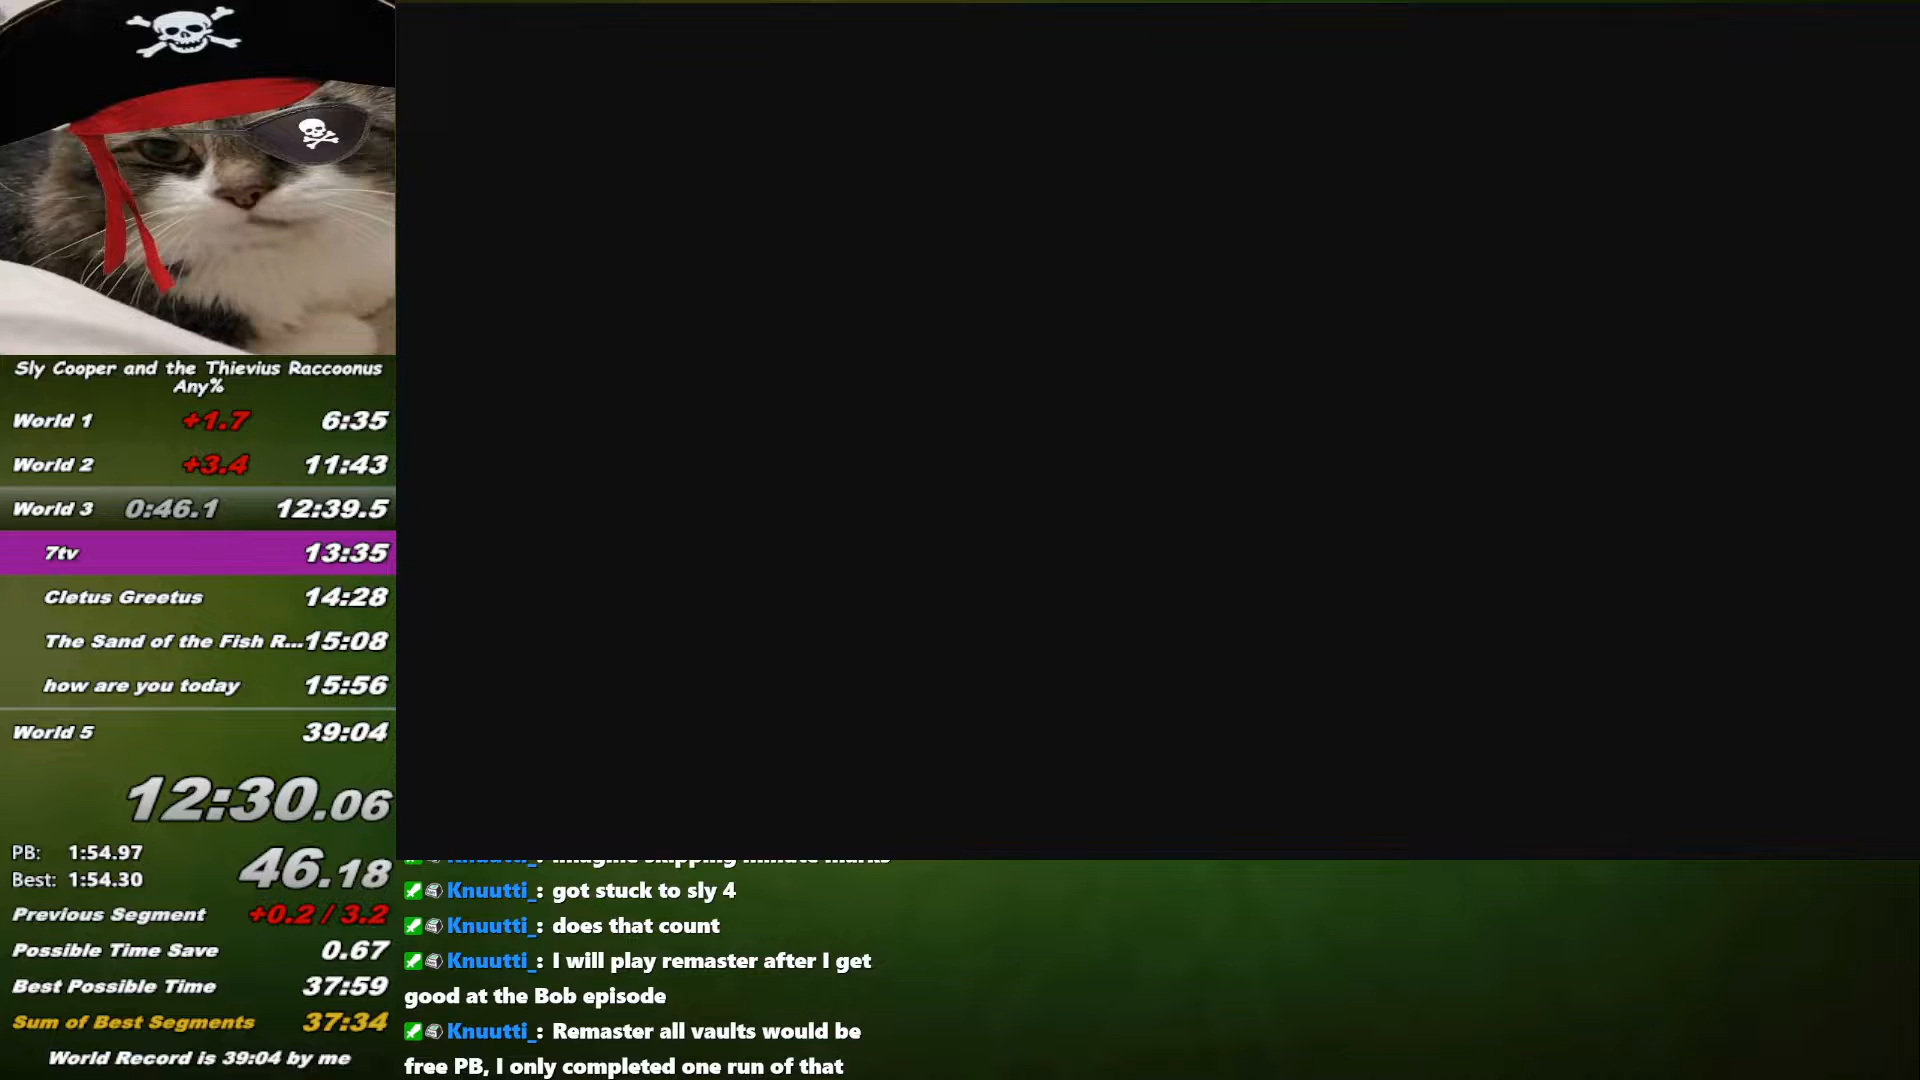 Sly Cooper and the Thievius Raccoonus
Any%
World 1 +1.7 6:35
World 2 +3.4 11:43
World 3 0:46.1 12:39.5
7tv 13:35
Cletus Greetus 14:28
The Sand of the Fish R... 15:08
how are you today 15:56
World 5 39:04
12:30.06
PB: 1:54.97
Best: 1:54.30
46.18
Previous Segment +0.2 / 3.2
Possible Time Save 0.67
Best Possible Time 37:59
Sum of Best Segments 37:34
World Record is 39:04 by me
Knuutti_: imagine skipping minute marks
Knuutti_: got stuck to sly 4
Knuutti_: does that count
Knuutti_: I will play remaster after I get
good at the Bob episode
Knuutti_: Remaster all vaults would be
free PB, I only completed one run of that